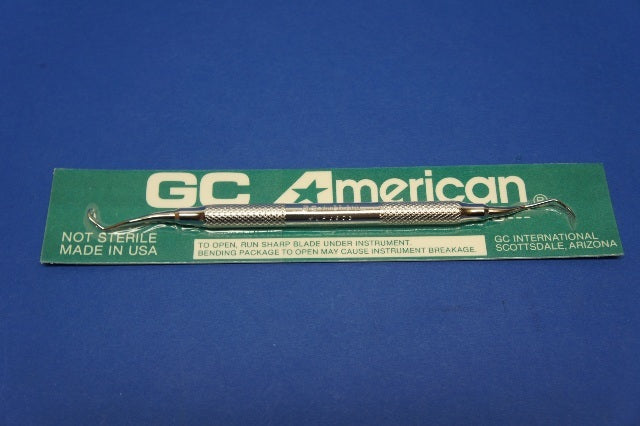 GC American®
NOT STERILE
MADE IN USA
TO OPEN, RUN SHARP BLADE UNDER INSTRUMENT.
BENDING PACKAGE TO OPEN MAY CAUSE INSTRUMENT BREAKAGE.
GC INTERNATIONAL
SCOTTSDALE, ARIZONA